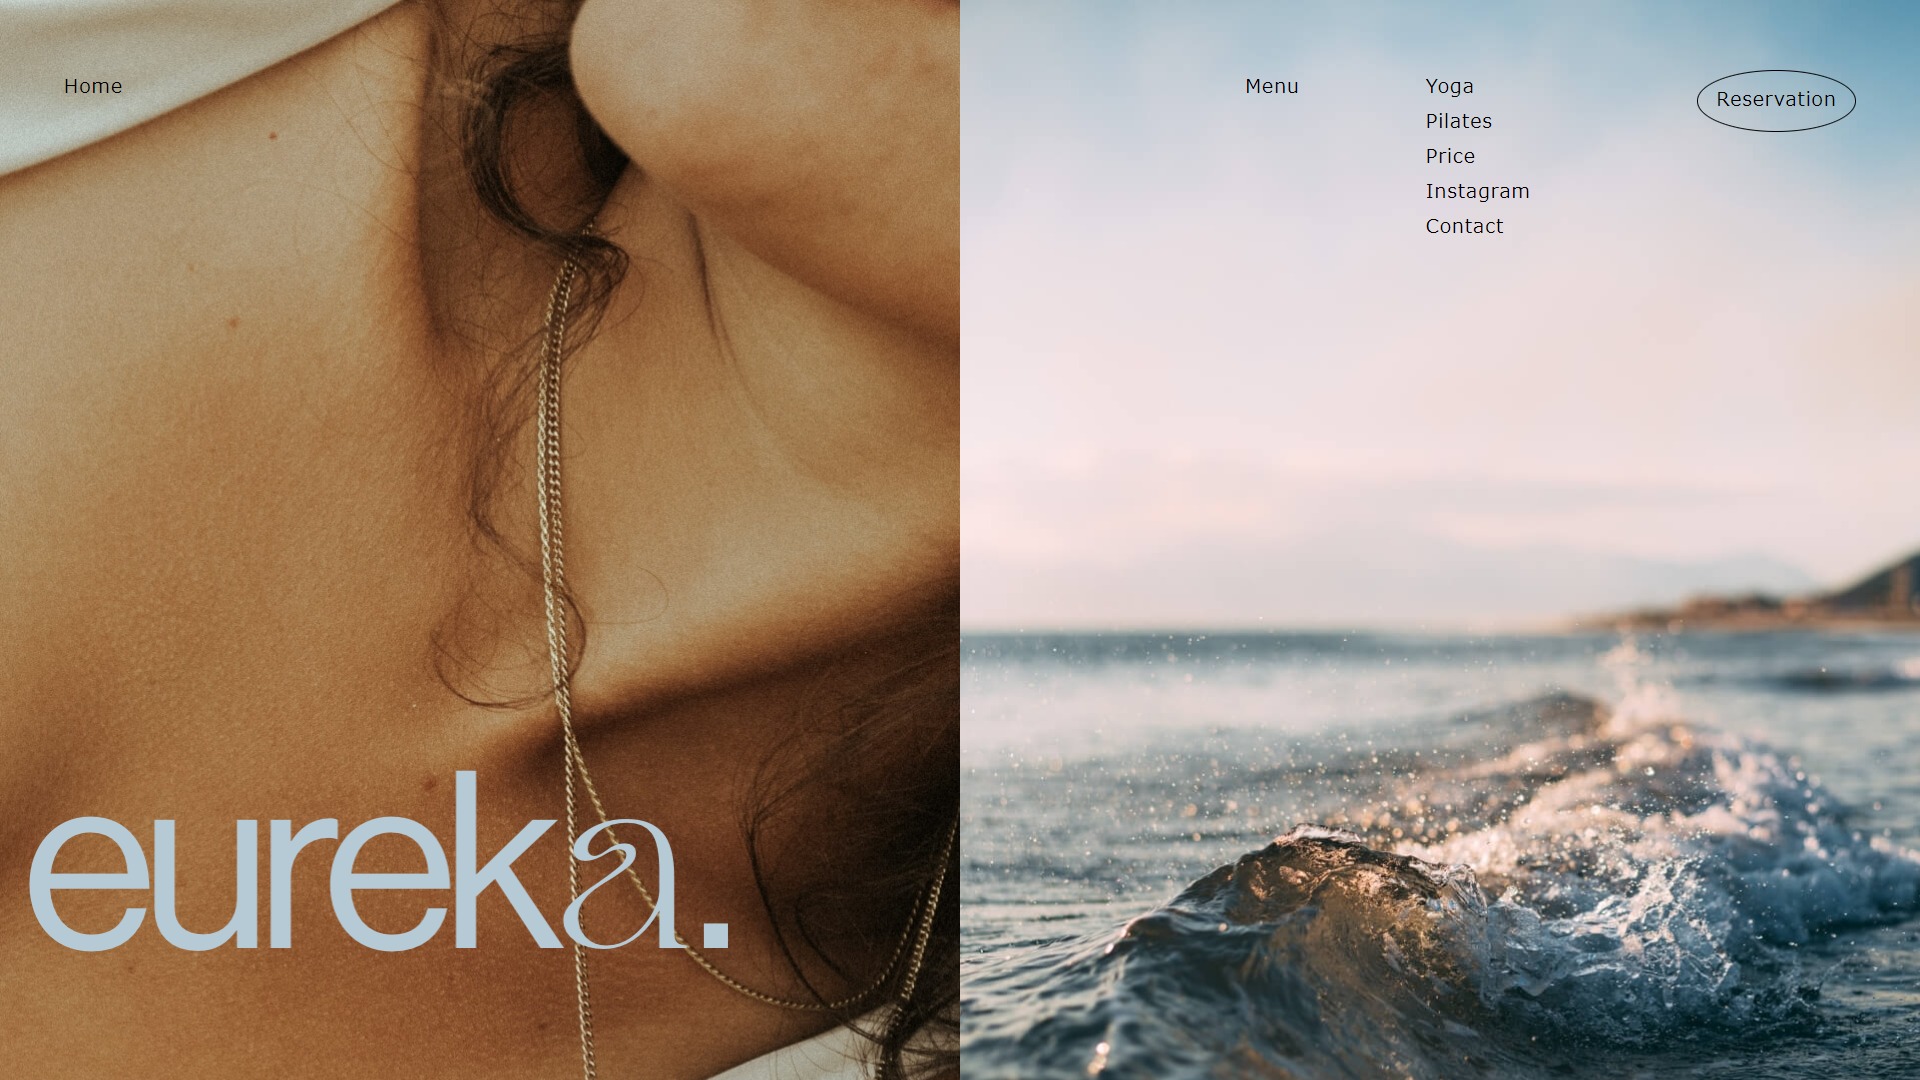 Home
Menu
Yoga
Pilates
Price
Instagram
Contact
Reservation
eureka.